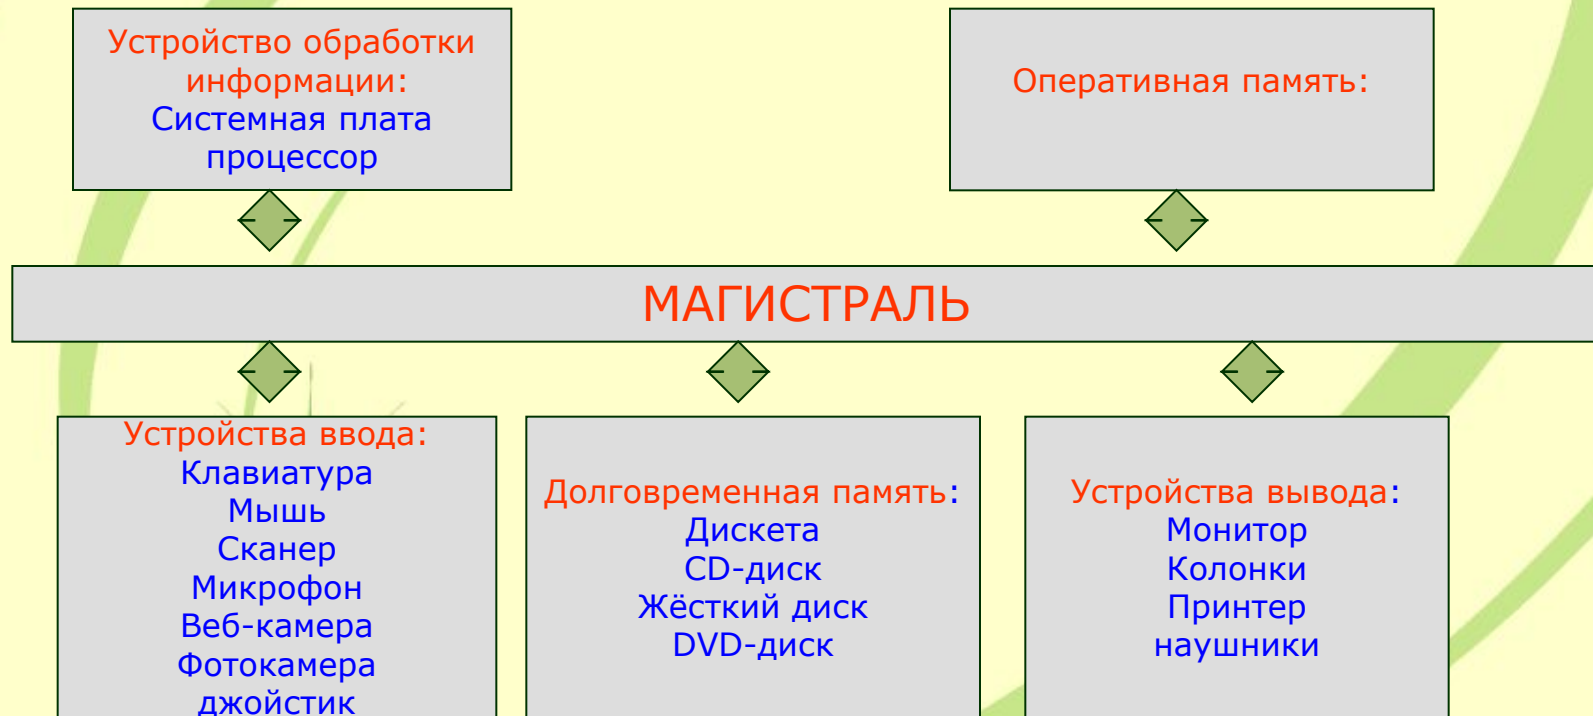 Устройство обработки
информации:
Системная плата
процессор
Оперативная память:
МАГИСТРАЛЬ
Устройства ввода:
Клавиатура
Мышь
Сканер
Микрофон
Веб-камера
Фотокамера
джойстик
Долговременная память:
Дискета
CD-диск
Жёсткий диск
DVD-диск
Устройства вывода:
Монитор
Колонки
Принтер
наушники